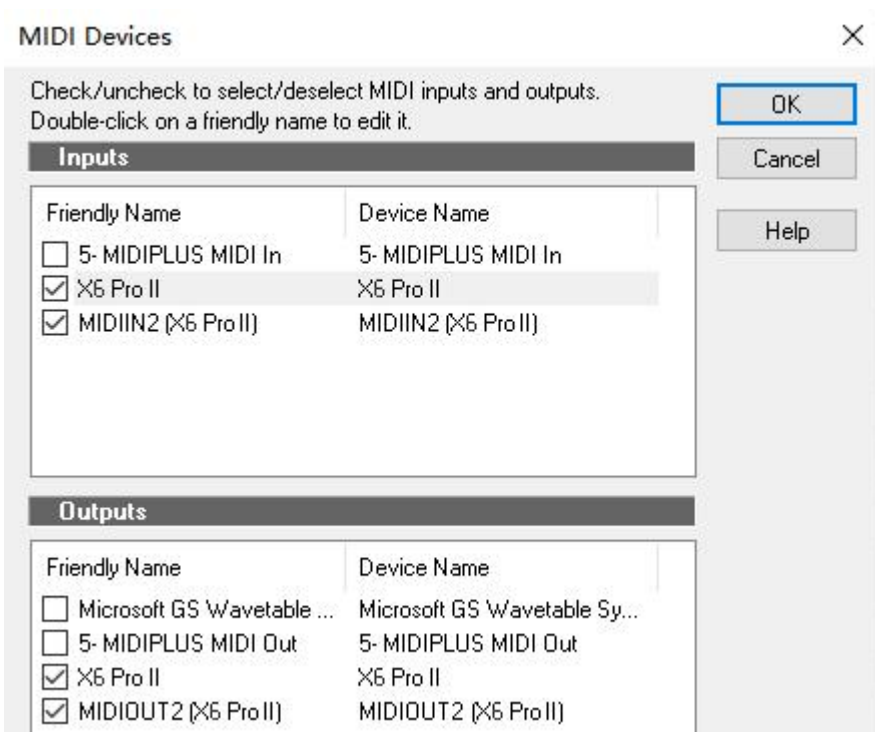 MIDI Devices
Check/uncheck to select/deselect MIDI inputs and outputs.
Double-click on a friendly name to edit it.
OK
Cancel
Help
Inputs
Friendly Name Device Name
5- MIDIPLUS MIDI In 5- MIDIPLUS MIDI In
X6 Pro II X6 Pro II
MIDIIN2 (X6 Pro II) MIDIIN2 (X6 Pro II)
Outputs
Friendly Name Device Name
Microsoft GS Wavetable ... Microsoft GS Wavetable Sy...
5- MIDIPLUS MIDI Out 5- MIDIPLUS MIDI Out
X6 Pro II X6 Pro II
MIDIOUT2 (X6 Pro II) MIDIOUT2 (X6 Pro II)